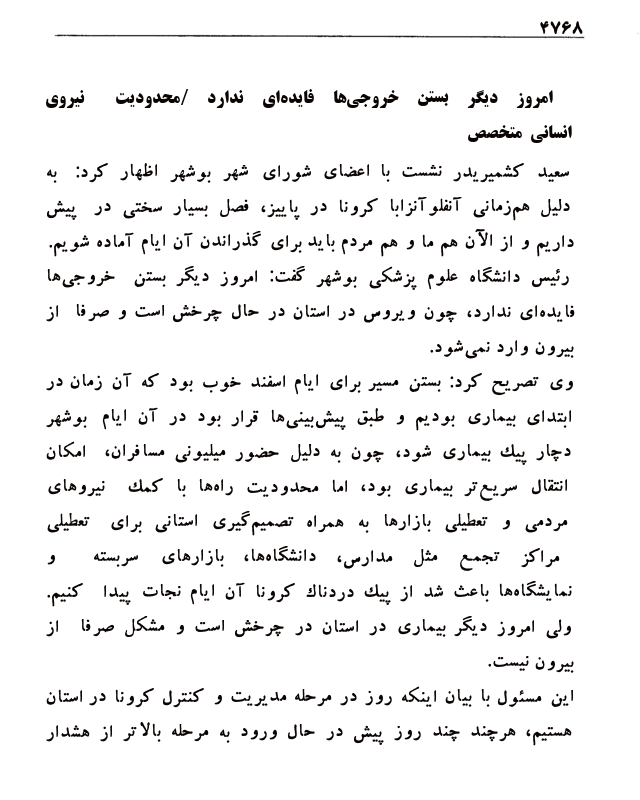 ۴۷۶۸
امروز دیگر بستن خروجی‌ها فایده‌ای ندارد /محدودیت نیروی
انسانی متخصص
سعید کشمیریدر نشست با اعضای شورای شهر بوشهر اظهار کرد: به
دلیل هم‌زمانی آنفلوآنزابا کرونا در پاییز، فصل بسیار سختی در پیش
داریم و از الآن هم ما و هم مردم باید برای گذراندن آن ایام آماده شویم.
رئیس دانشگاه علوم پزشکی بوشهر گفت: امروز دیگر بستن خروجی‌ها
فایده‌ای ندارد، چون ویروس در استان در حال چرخش است و صرفا از
بیرون وارد نمی‌شود.
وی تصریح کرد: بستن مسیر برای ایام اسفند خوب بود که آن زمان در
ابتدای بیماری بودیم و طبق پیش‌بینی‌ها قرار بود در آن ایام بوشهر
دچار پیك بیماری شود، چون به دلیل حضور میلیونی مسافران، امکان
انتقال سریع‌تر بیماری بود، اما محدودیت راه‌ها با کمك نیروهای
مردمی و تعطیلی بازارها به همراه تصمیم‌گیری استانی برای تعطیلی
مراکز تجمع مثل مدارس، دانشگاه‌ها، بازارهای سربسته و
نمایشگاه‌ها باعث شد از پیك دردناك کرونا آن ایام نجات پیدا کنیم.
ولی امروز دیگر بیماری در استان در چرخش است و مشکل صرفا از
بیرون نیست.
این مسئول با بیان اینکه روز در مرحله مدیریت و کنترل کرونا در استان
هستیم، هرچند چند روز پیش در حال ورود به مرحله بالاتر از هشدار